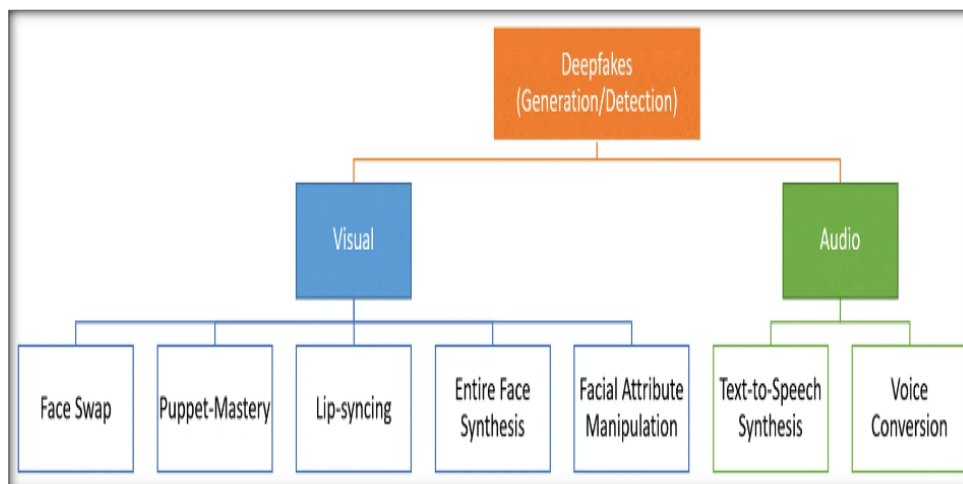 Deepfakes
(Generation/Detection)
Visual
Audio
Face Swap
Puppet-Mastery
Lip-syncing
Entire Face
Synthesis
Facial Attribute
Manipulation
Text-to-Speech
Synthesis
Voice
Conversion